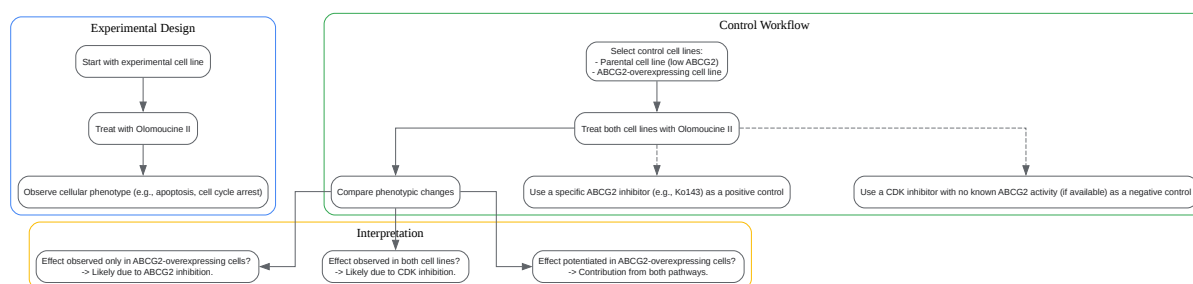 Experimental Design
Start with experimental cell line
Treat with Olomoucine II
Observe cellular phenotype (e.g., apoptosis, cell cycle arrest)
Control Workflow
Select control cell lines:
- Parental cell line (low ABCG2)
- ABCG2-overexpressing cell line
Treat both cell lines with Olomoucine II
Compare phenotypic changes
Use a specific ABCG2 inhibitor (e.g., Ko143) as a positive control
Use a CDK inhibitor with no known ABCG2 activity (if available) as a negative control
Interpretation
Effect observed only in ABCG2-overexpressing cells?
-> Likely due to ABCG2 inhibition.
Effect observed in both cell lines?
-> Likely due to CDK inhibition.
Effect potentiated in ABCG2-overexpressing cells?
-> Contribution from both pathways.